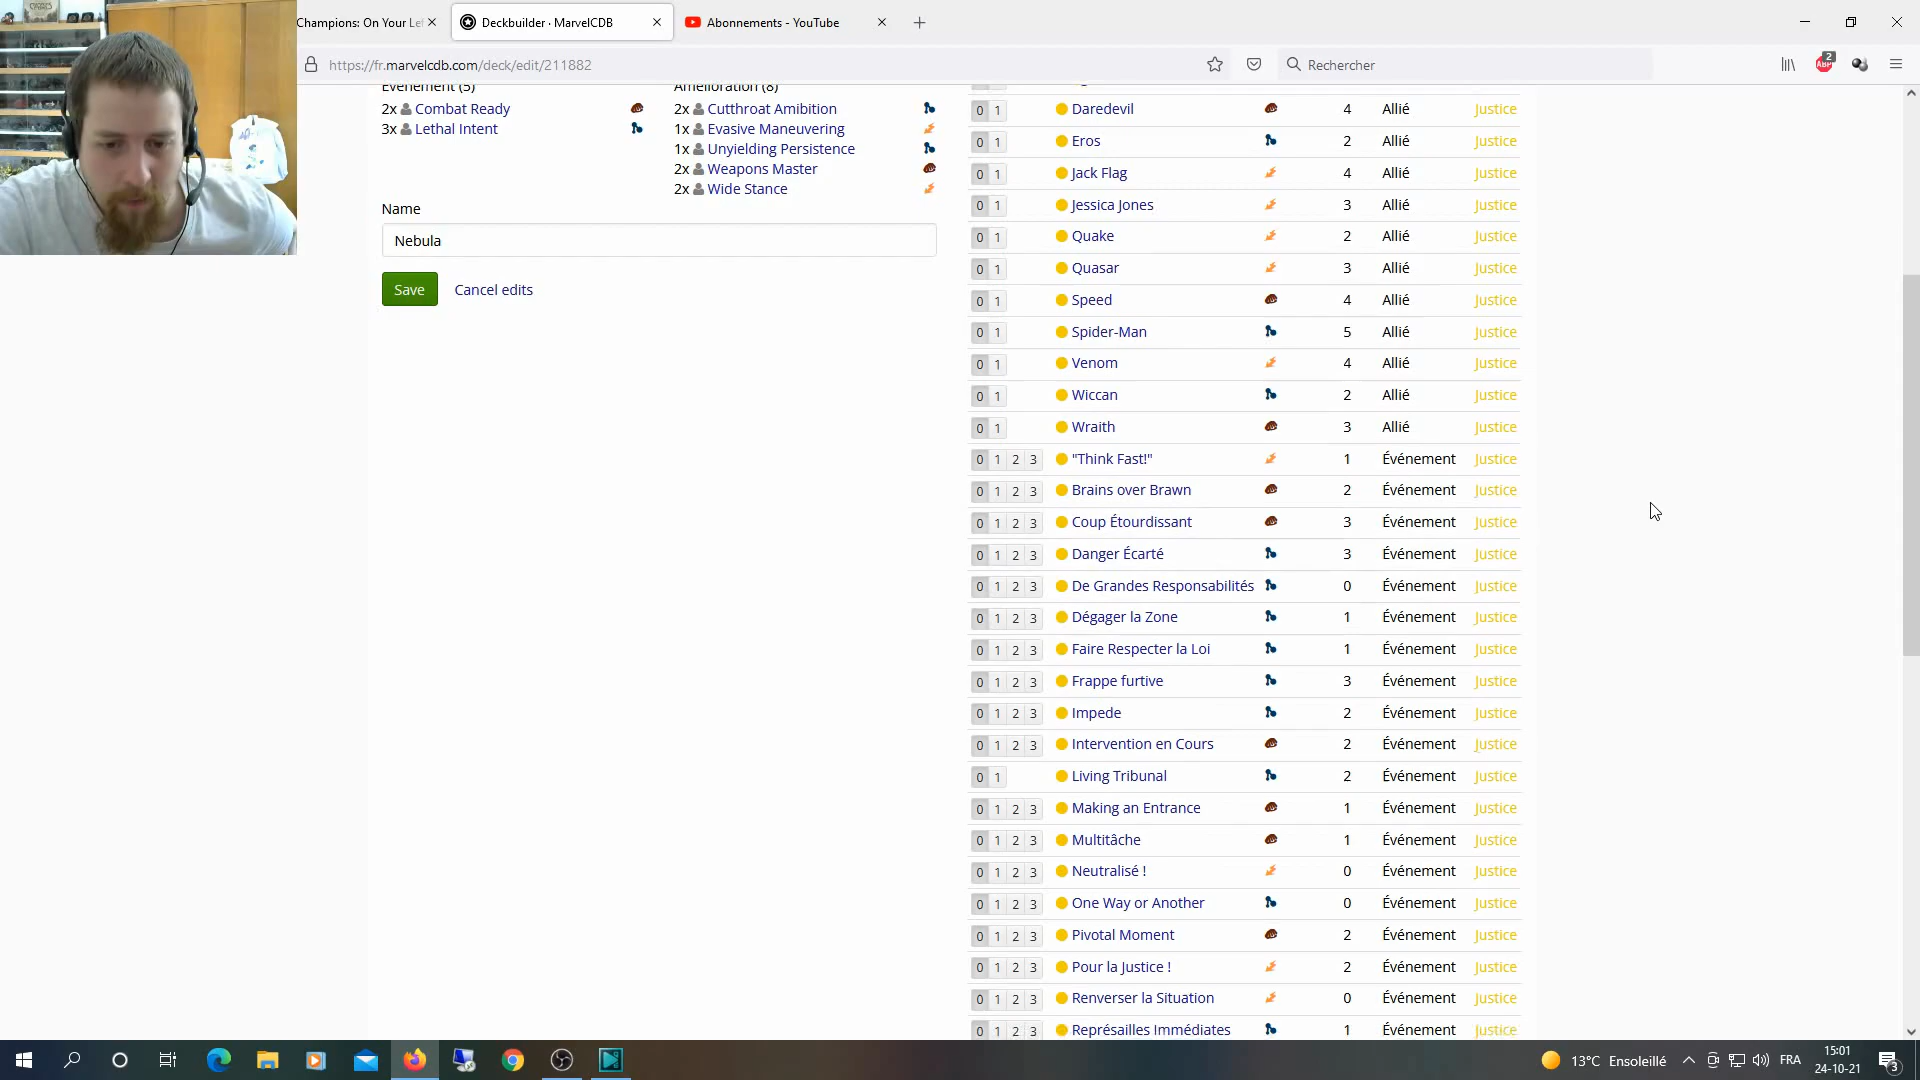 Champions: On Your Le
Deckbuilder · MarvelCDB
Abonnements - YouTube
https://fr.marvelcdb.com/deck/edit/211882
Rechercher
2
ABP
Evénement (5)
Amélioration (8)
2x Combat Ready
3x Lethal Intent
2x Cutthroat Amibition
1x Evasive Maneuvering
1x Unyielding Persistence
2x Weapons Master
2x Wide Stance
Name
Nebula
Save Cancel edits
0 1 Daredevil 4 Allié Justice
0 1 Eros 2 Allié Justice
0 1 Jack Flag 4 Allié Justice
0 1 Jessica Jones 3 Allié Justice
0 1 Quake 2 Allié Justice
0 1 Quasar 3 Allié Justice
0 1 Speed 4 Allié Justice
0 1 Spider-Man 5 Allié Justice
0 1 Venom 4 Allié Justice
0 1 Wiccan 2 Allié Justice
0 1 Wraith 3 Allié Justice
0 1 2 3 "Think Fast!" 1 Événement Justice
0 1 2 3 Brains over Brawn 2 Événement Justice
0 1 2 3 Coup Étourdissant 3 Événement Justice
0 1 2 3 Danger Écarté 3 Événement Justice
0 1 2 3 De Grandes Responsabilités 0 Événement Justice
0 1 2 3 Dégager la Zone 1 Événement Justice
0 1 2 3 Faire Respecter la Loi 1 Événement Justice
0 1 2 3 Frappe furtive 3 Événement Justice
0 1 2 3 Impede 2 Événement Justice
0 1 2 3 Intervention en Cours 2 Événement Justice
0 1 Living Tribunal 2 Événement Justice
0 1 2 3 Making an Entrance 1 Événement Justice
0 1 2 3 Multitâche 1 Événement Justice
0 1 2 3 Neutralisé ! 0 Événement Justice
0 1 2 3 One Way or Another 0 Événement Justice
0 1 2 3 Pivotal Moment 2 Événement Justice
0 1 2 3 Pour la Justice ! 2 Événement Justice
0 1 2 3 Renverser la Situation 0 Événement Justice
0 1 2 3 Représailles Immédiates 1 Événement Justice
13°C Ensoleillé
FRA
15:01
24-10-21
3